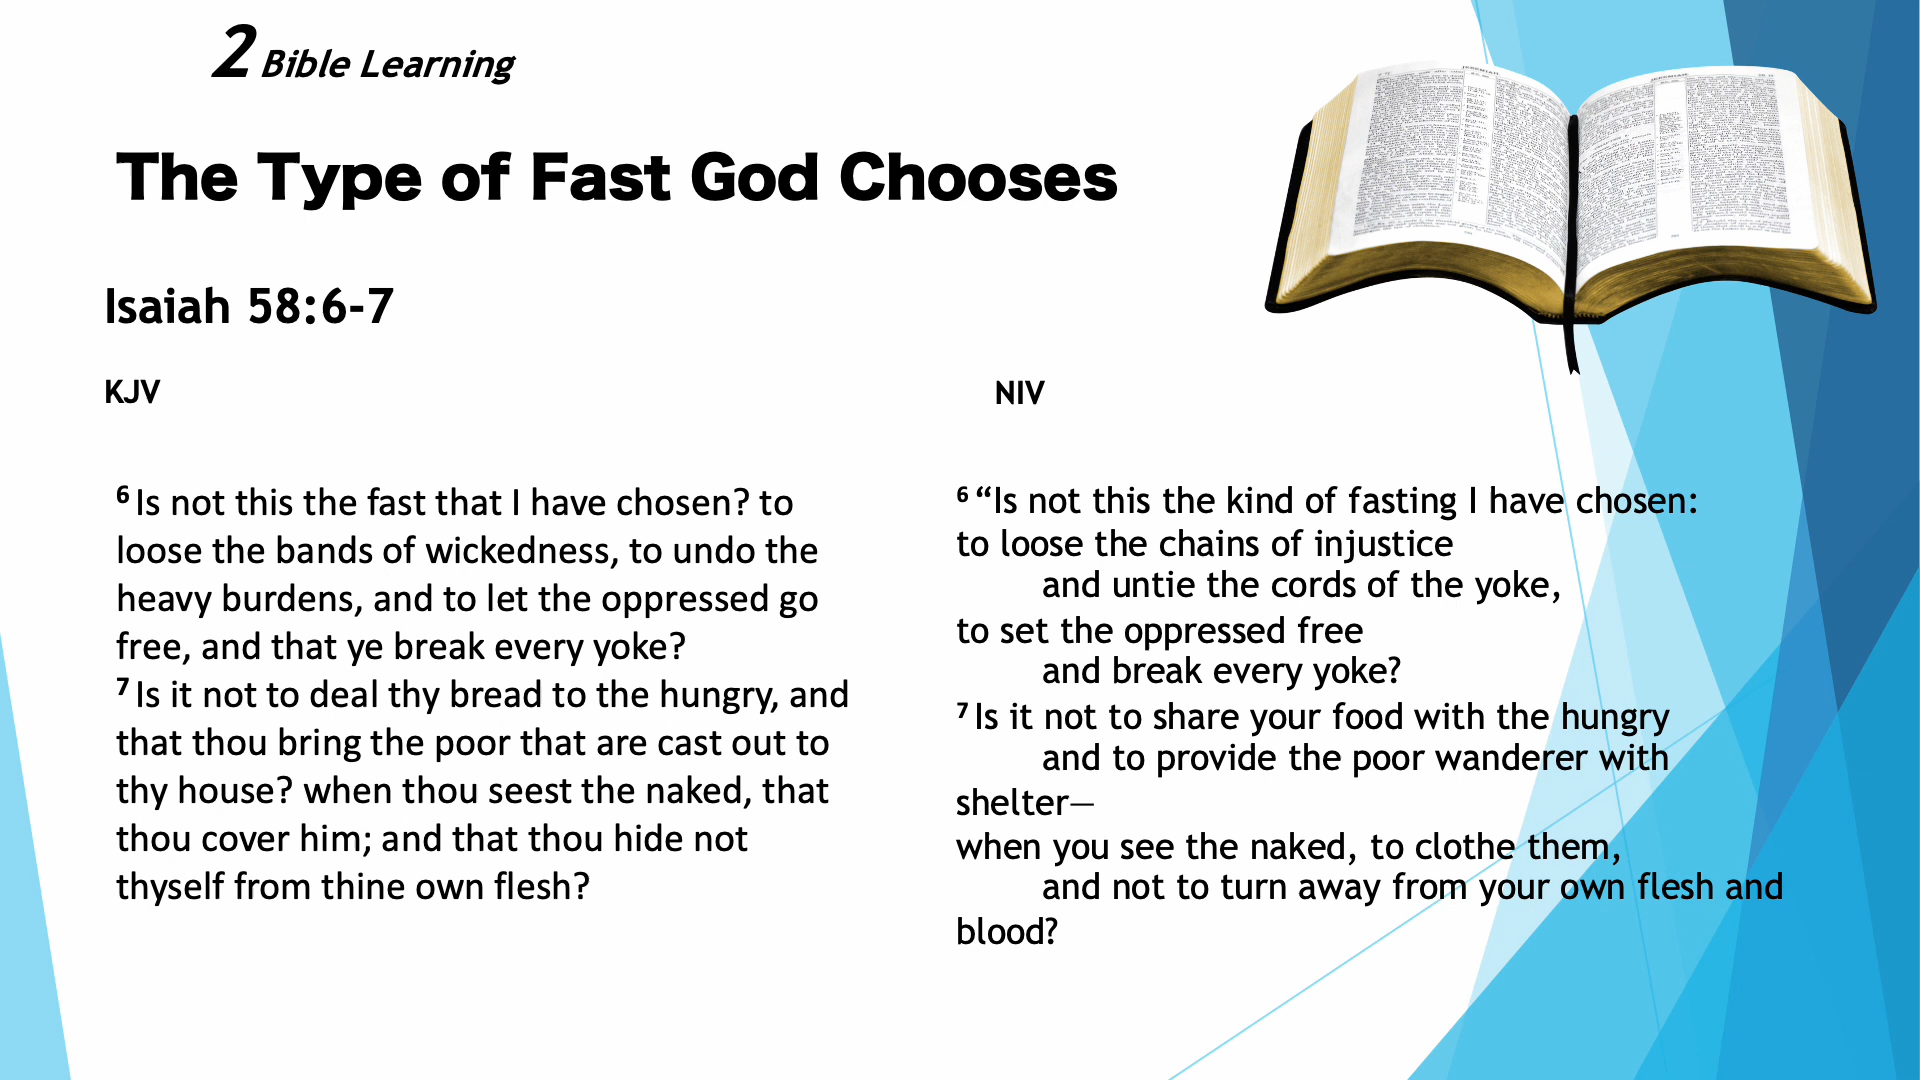 2 Bible Learning
The Type of Fast God Chooses
Isaiah 58:6-7
KJV
6 Is not this the fast that I have chosen? to
loose the bands of wickedness, to undo the
heavy burdens, and to let the oppressed go
free, and that ye break every yoke?
7 Is it not to deal thy bread to the hungry, and
that thou bring the poor that are cast out to
thy house? when thou seest the naked, that
thou cover him; and that thou hide not
thyself from thine own flesh?
NIV
6 “Is not this the kind of fasting I have chosen:
to loose the chains of injustice
and untie the cords of the yoke,
to set the oppressed free
and break every yoke?
7 Is it not to share your food with the hungry
and to provide the poor wanderer with
shelter—
when you see the naked, to clothe them,
and not to turn away from your own flesh and
blood?
JEREMIAH
JEREMIAH